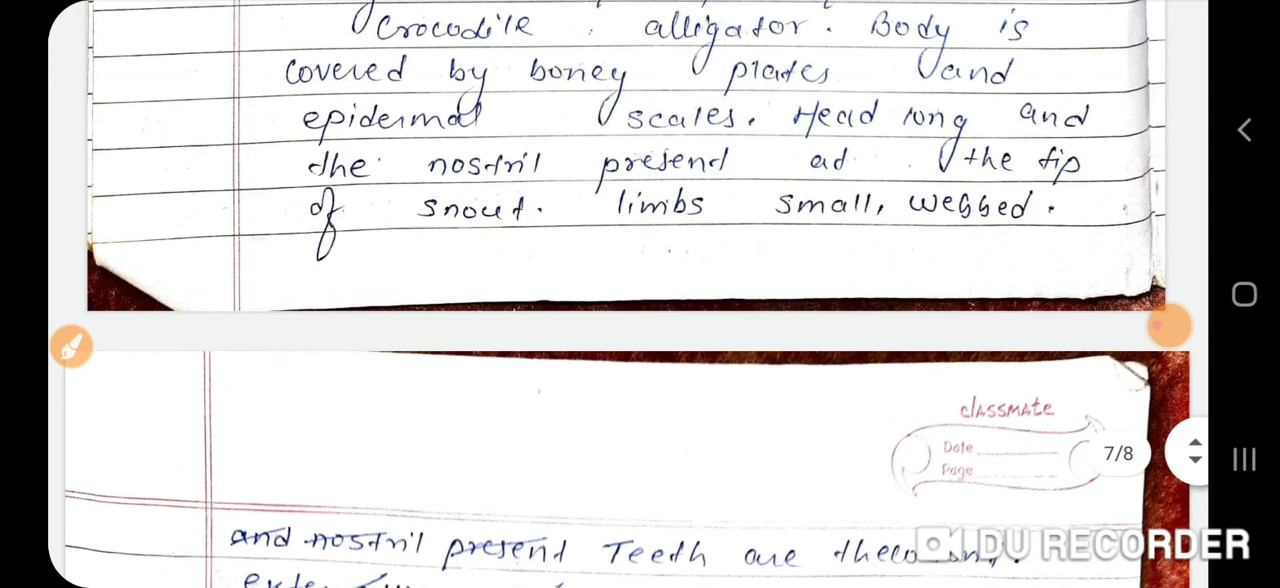 Crocodile, alligator. Body is
covered by boney plates and
epidermal scales. Head long and
the nostril present at the tip
of snout. limbs small, webbed.
classmate
Date
Page
7/8
and nostril present Teeth are
DU RECORDER